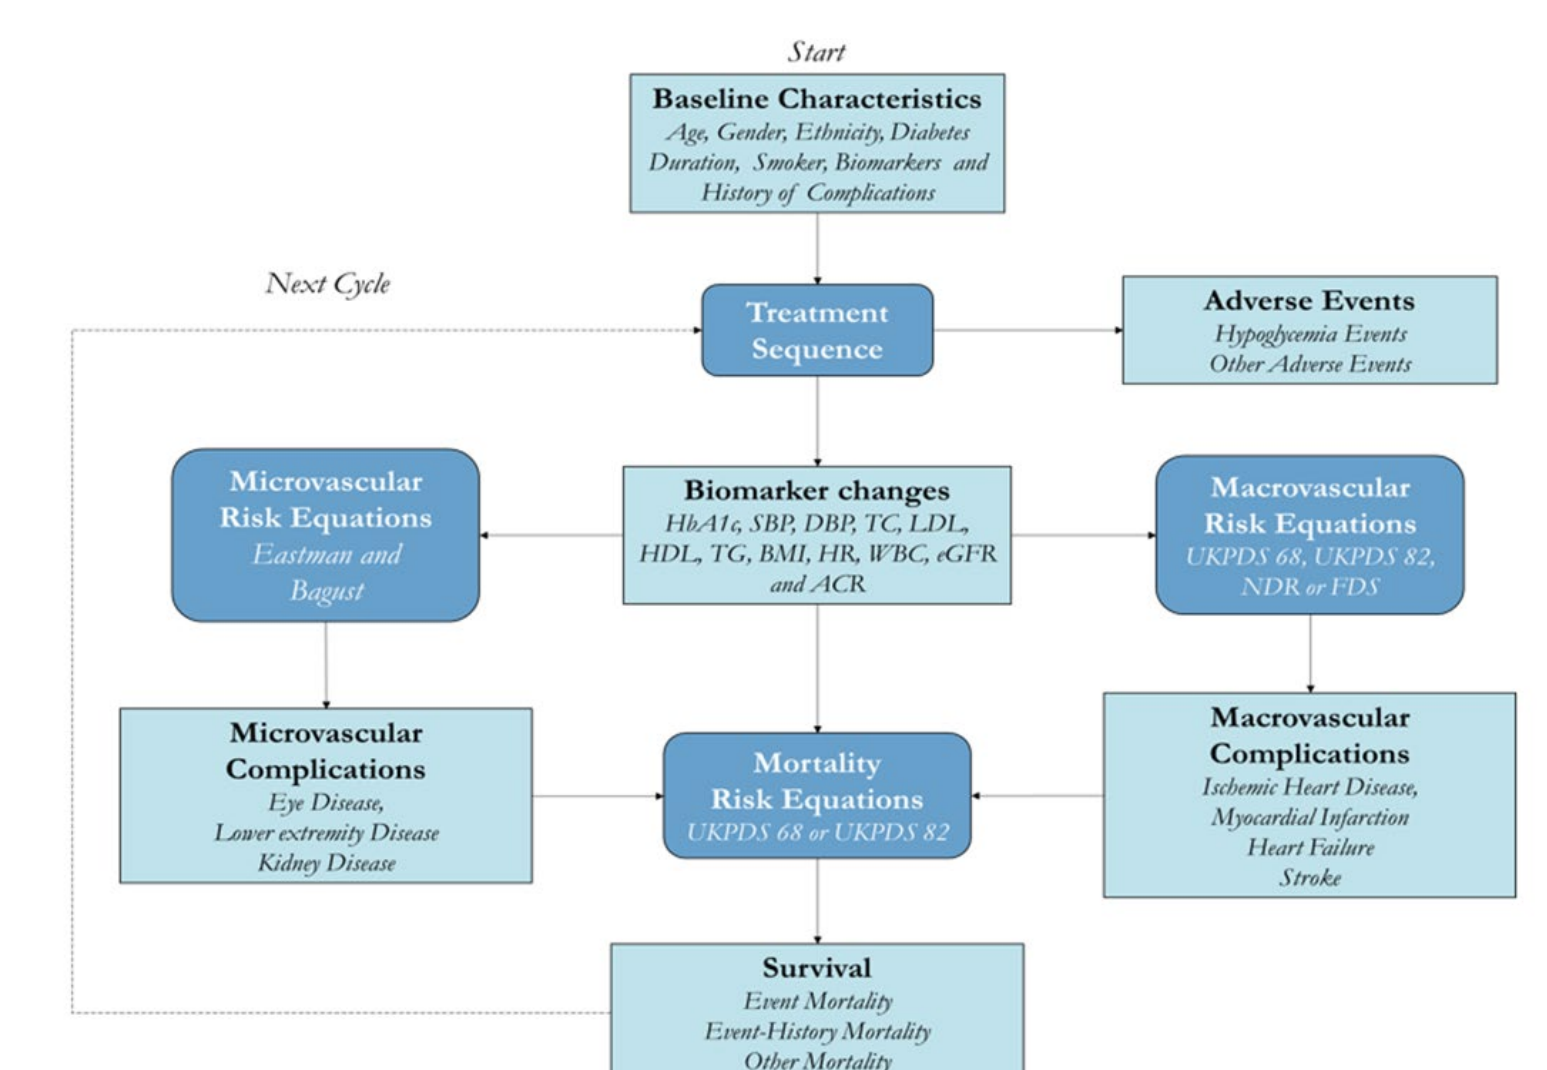 Start
Baseline Characteristics
Age, Gender, Ethnicity, Diabetes
Duration, Smoker, Biomarkers and
History of Complications
Next Cycle
Treatment
Sequence
Adverse Events
Hypoglycemia Events
Other Adverse Events
Microvascular
Risk Equations
Eastman and
Bagust
Biomarker changes
HbA1c, SBP, DBP, TC, LDL,
HDL, TG, BMI, HR, WBC, eGFR
and ACR
Macrovascular
Risk Equations
UKPDS 68, UKPDS 82,
NDR or FDS
Microvascular
Complications
Eye Disease,
Lower extremity Disease
Kidney Disease
Mortality
Risk Equations
UKPDS 68 or UKPDS 82
Macrovascular
Complications
Ischemic Heart Disease,
Myocardial Infarction
Heart Failure
Stroke
Survival
Event Mortality
Event-History Mortality
Other Mortality